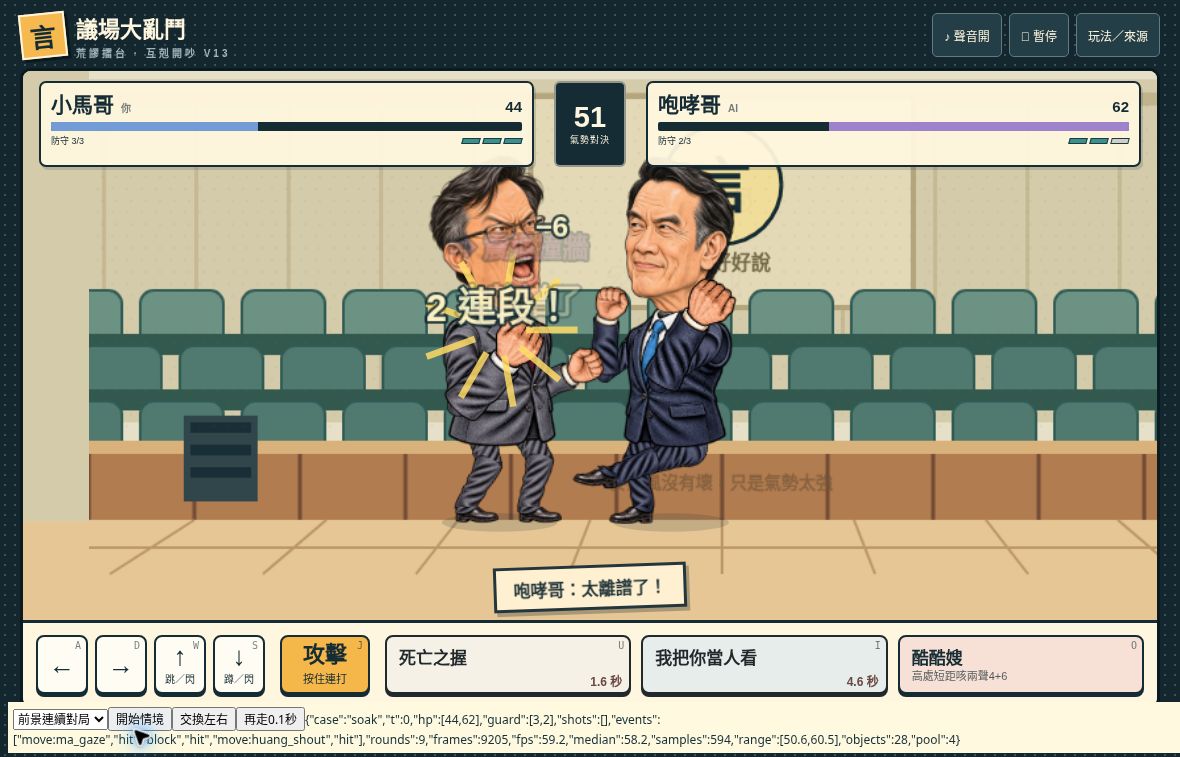 言
議場大亂鬥
荒謬擂台 · 互剋開吵 V13
♪ 聲音開
暫停
玩法／來源
小馬哥 你
44
防守 3/3
51
氣勢對決
咆哮哥 AI
62
防守 2/3
言
好好說
−6
2 連段！
沒有壞 只是氣勢太強
咆哮哥：太離譜了！
A
←
D
→
W
↑
跳／閃
S
↓
蹲／閃
J
攻擊
按住連打
U
死亡之握
1.6 秒
I
我把你當人看
4.6 秒
O
酷酷嫂
高處短距咳兩聲4+6
前景連續對局
開始情境
交換左右
再走0.1秒
{"case":"soak","t":0,"hp":[44,62],"guard":[3,2],"shots":[],"events":
["move:ma_gaze","hit","block","hit","move:huang_shout","hit"],"rounds":9,"frames":9205,"fps":59.2,"median":58.2,"samples":594,"range":[50.6,60.5],"objects":28,"pool":4}